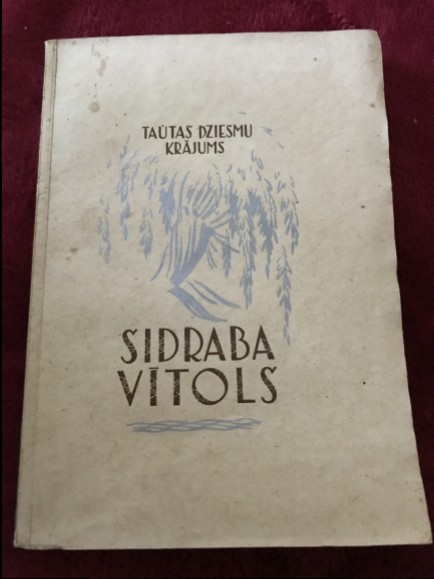 TAUTAS DZIESMU
KRĀJUMS
SIDRABA
VĪTOLS